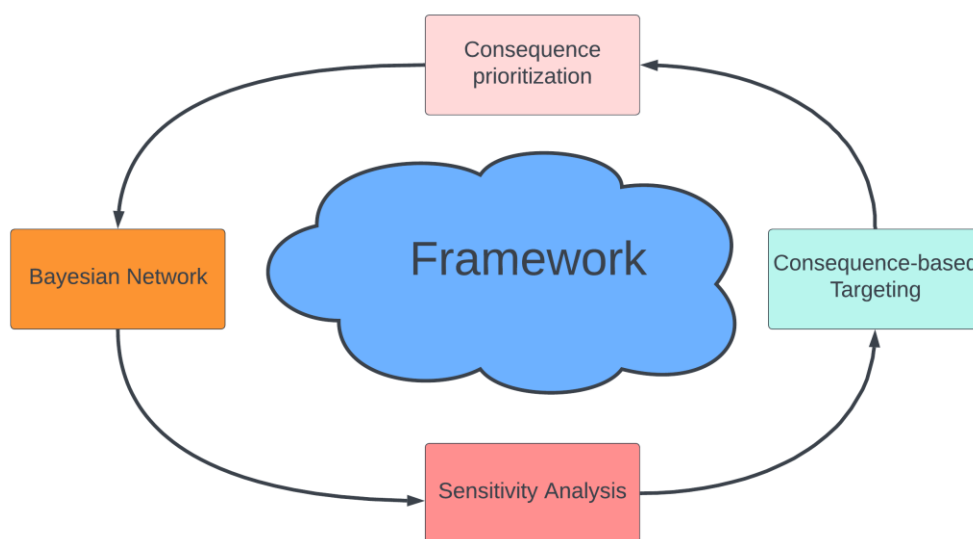 Consequence
prioritization
Framework
Bayesian Network
Consequence-based
Targeting
Sensitivity Analysis